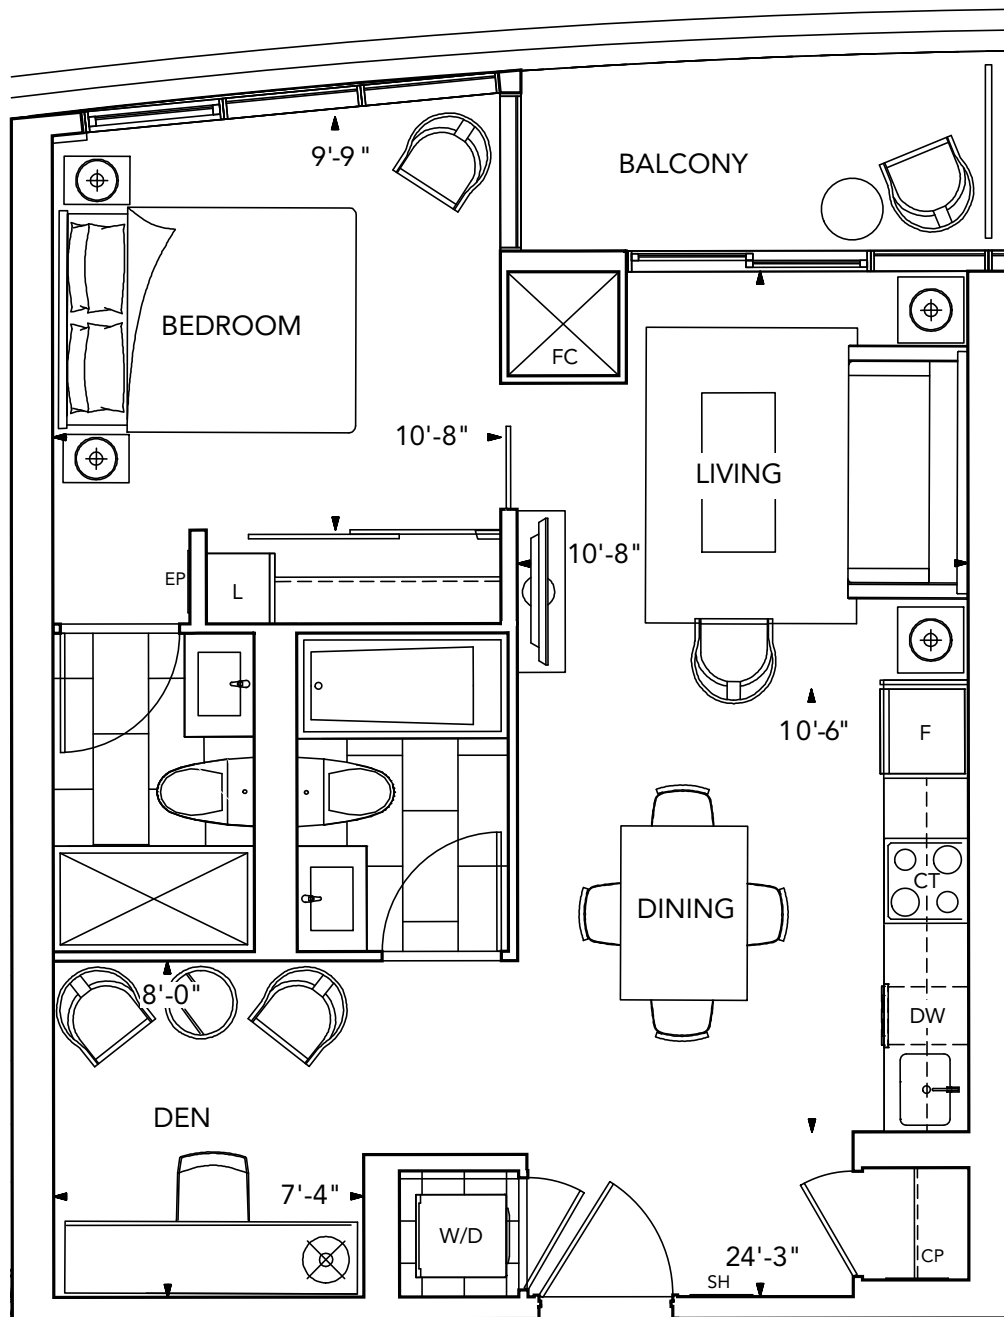 9'-9"
BALCONY
BEDROOM
FC
10'-8"
LIVING
10'-8"
EP
L
10'-6"
F
CT
DINING
8'-0"
DW
DEN
7'-4"
W/D
24'-3"
SH
CP